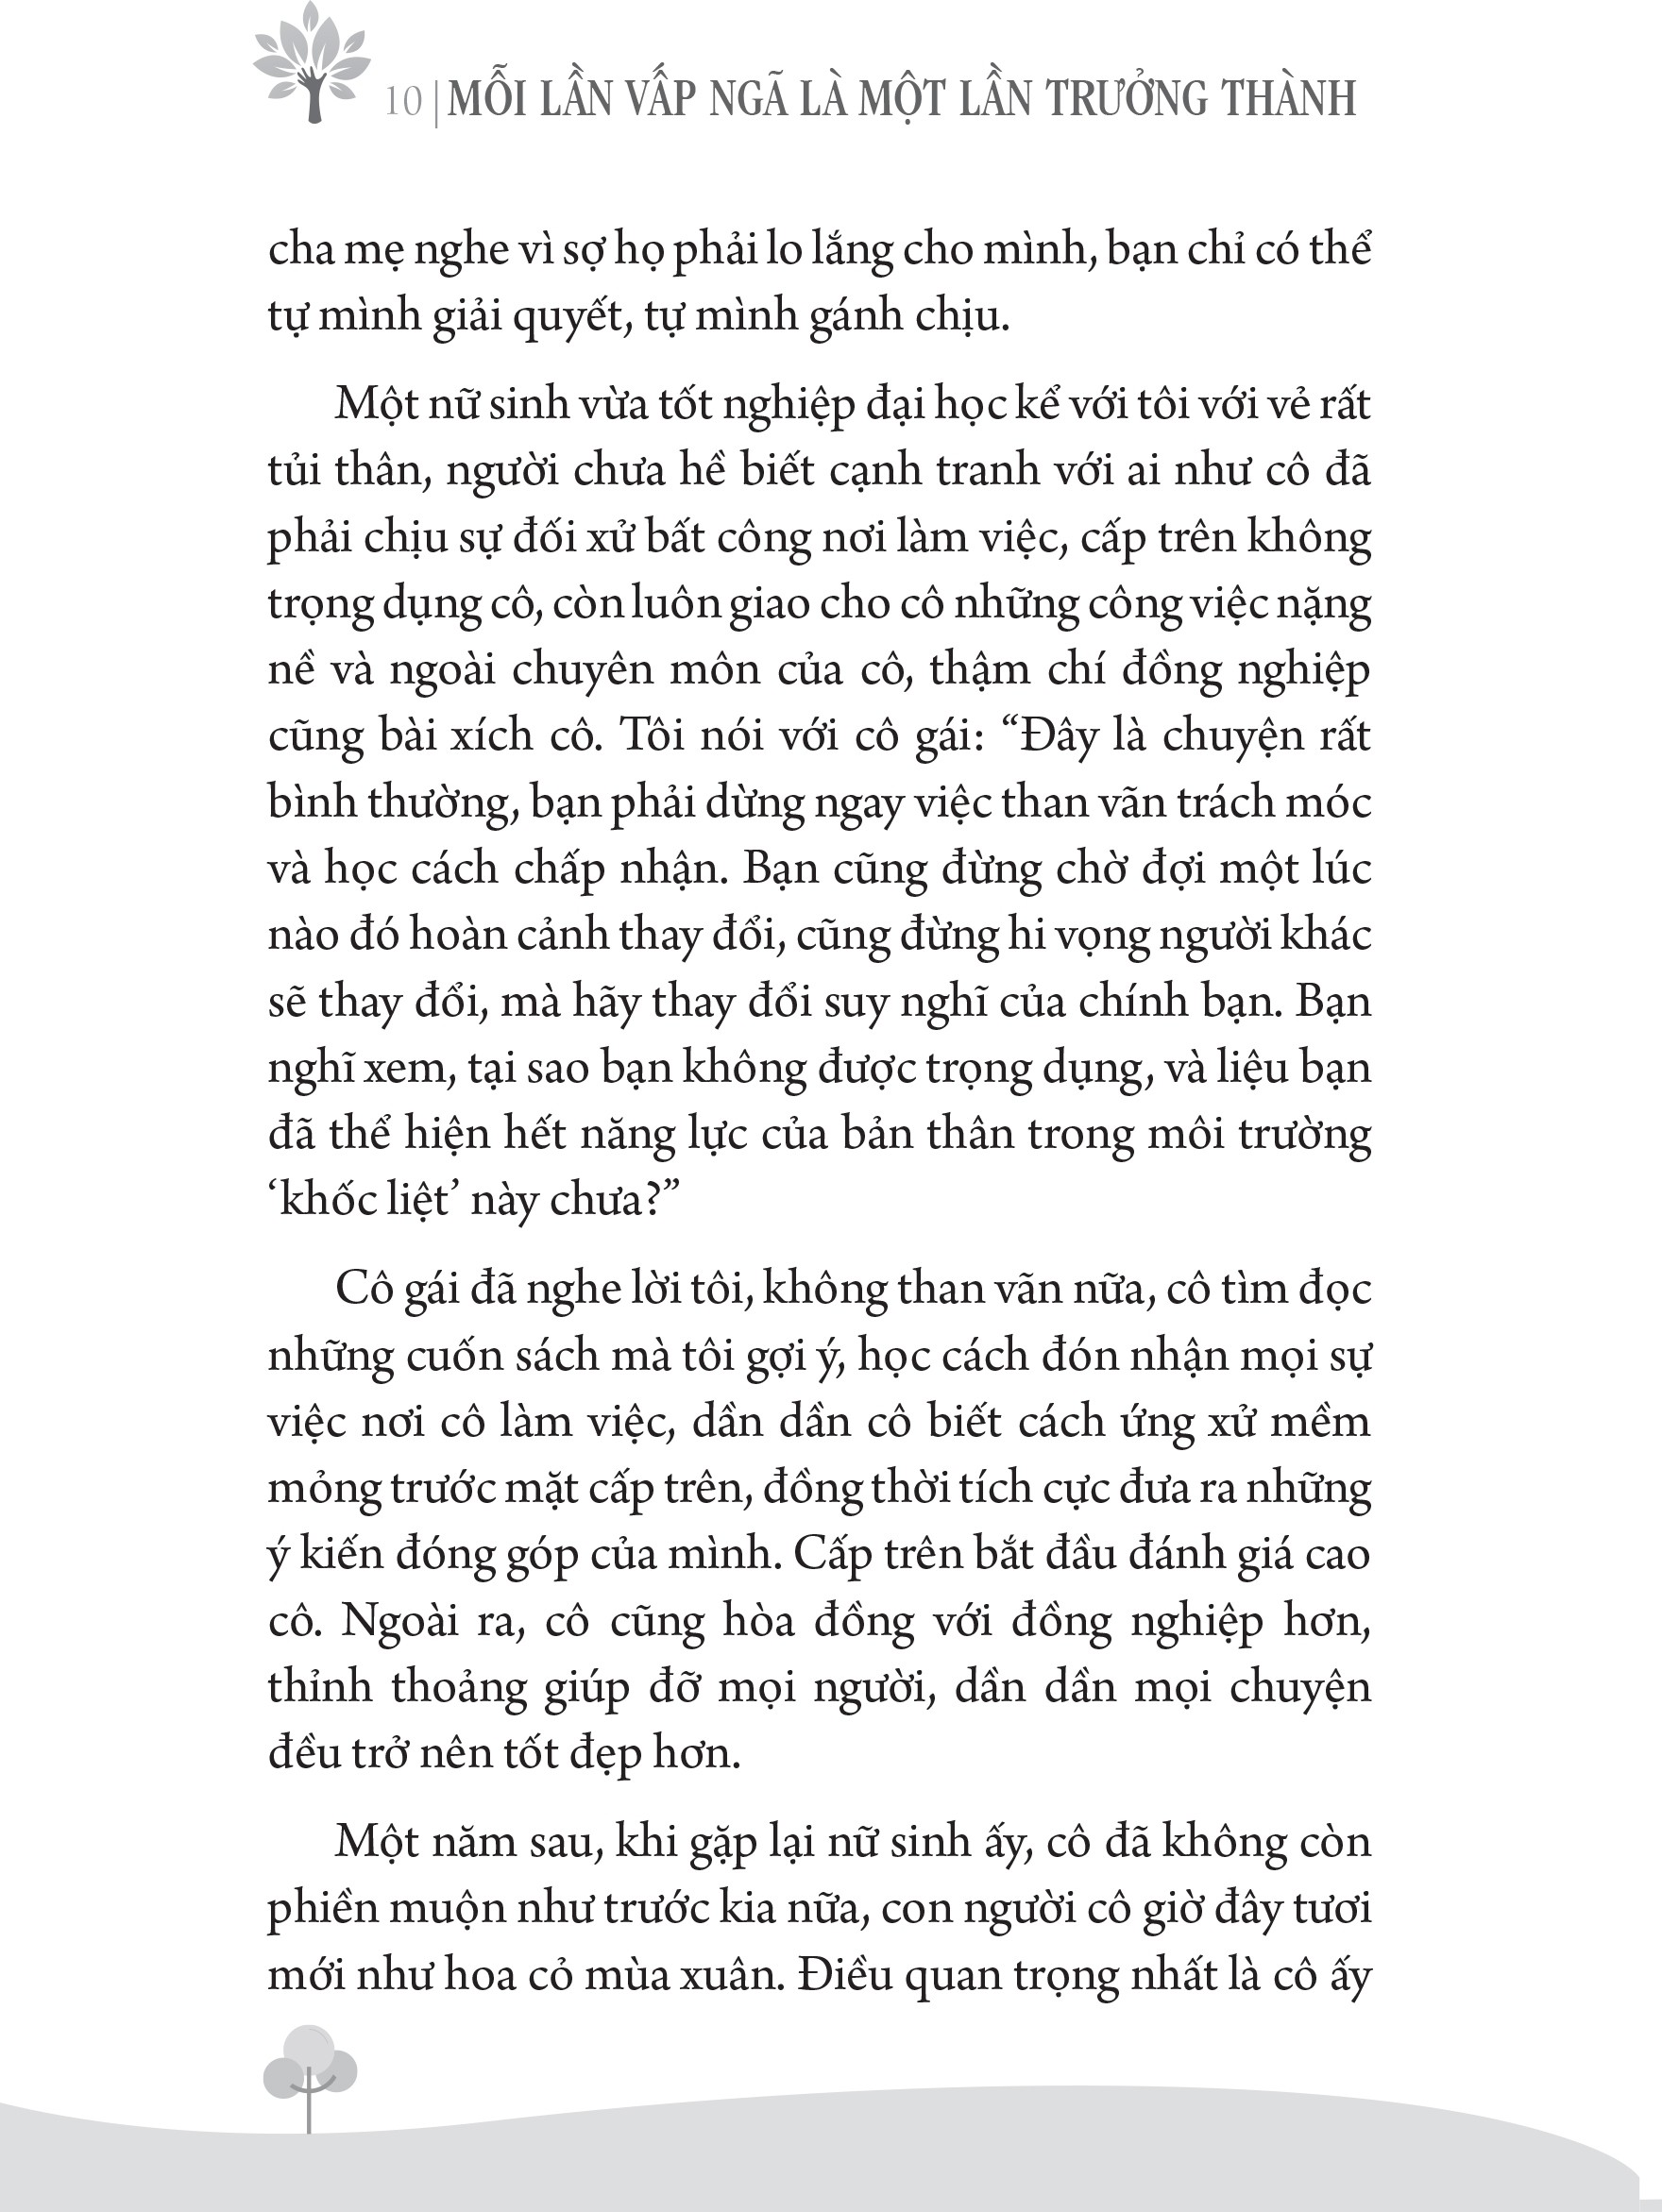 10 | MỖI LẦN VẤP NGÃ LÀ MỘT LẦN TRƯỞNG THÀNH
cha mẹ nghe vì sợ họ phải lo lắng cho mình, bạn chỉ có thể
tự mình giải quyết, tự mình gánh chịu.
Một nữ sinh vừa tốt nghiệp đại học kể với tôi với vẻ rất
tủi thân, người chưa hề biết cạnh tranh với ai như cô đã
phải chịu sự đối xử bất công nơi làm việc, cấp trên không
trọng dụng cô, còn luôn giao cho cô những công việc nặng
nề và ngoài chuyên môn của cô, thậm chí đồng nghiệp
cũng bài xích cô. Tôi nói với cô gái: “Đây là chuyện rất
bình thường, bạn phải dừng ngay việc than vãn trách móc
và học cách chấp nhận. Bạn cũng đừng chờ đợi một lúc
nào đó hoàn cảnh thay đổi, cũng đừng hi vọng người khác
sẽ thay đổi, mà hãy thay đổi suy nghĩ của chính bạn. Bạn
nghĩ xem, tại sao bạn không được trọng dụng, và liệu bạn
đã thể hiện hết năng lực của bản thân trong môi trường
‘khốc liệt’ này chưa?”
Cô gái đã nghe lời tôi, không than vãn nữa, cô tìm đọc
những cuốn sách mà tôi gợi ý, học cách đón nhận mọi sự
việc nơi cô làm việc, dần dần cô biết cách ứng xử mềm
mỏng trước mặt cấp trên, đồng thời tích cực đưa ra những
ý kiến đóng góp của mình. Cấp trên bắt đầu đánh giá cao
cô. Ngoài ra, cô cũng hòa đồng với đồng nghiệp hơn,
thỉnh thoảng giúp đỡ mọi người, dần dần mọi chuyện
đều trở nên tốt đẹp hơn.
Một năm sau, khi gặp lại nữ sinh ấy, cô đã không còn
phiền muộn như trước kia nữa, con người cô giờ đây tươi
mới như hoa cỏ mùa xuân. Điều quan trọng nhất là cô ấy